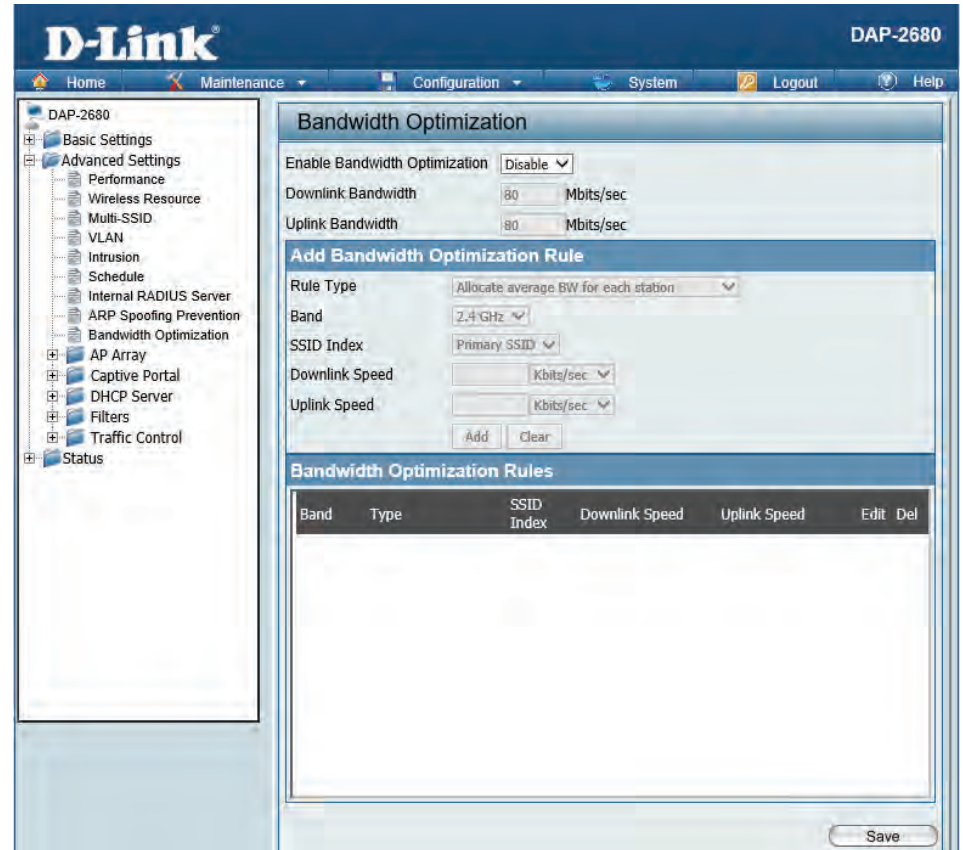 D-Link
DAP-2680
Home Maintenance Configuration System Logout Help
DAP-2680
Basic Settings
Advanced Settings
Performance
Wireless Resource
Multi-SSID
VLAN
Intrusion
Schedule
Internal RADIUS Server
ARP Spoofing Prevention
Bandwidth Optimization
AP Array
Captive Portal
DHCP Server
Filters
Traffic Control
Status
Bandwidth Optimization
Enable Bandwidth Optimization Disable
Downlink Bandwidth 80 Mbits/sec
Uplink Bandwidth 80 Mbits/sec
Add Bandwidth Optimization Rule
Rule Type Allocate average BW for each station
Band 2.4 GHz
SSID Index Primary SSID
Downlink Speed Kbits/sec
Uplink Speed Kbits/sec
Add Clear
Bandwidth Optimization Rules
Band Type SSID Index Downlink Speed Uplink Speed Edit Del
Save